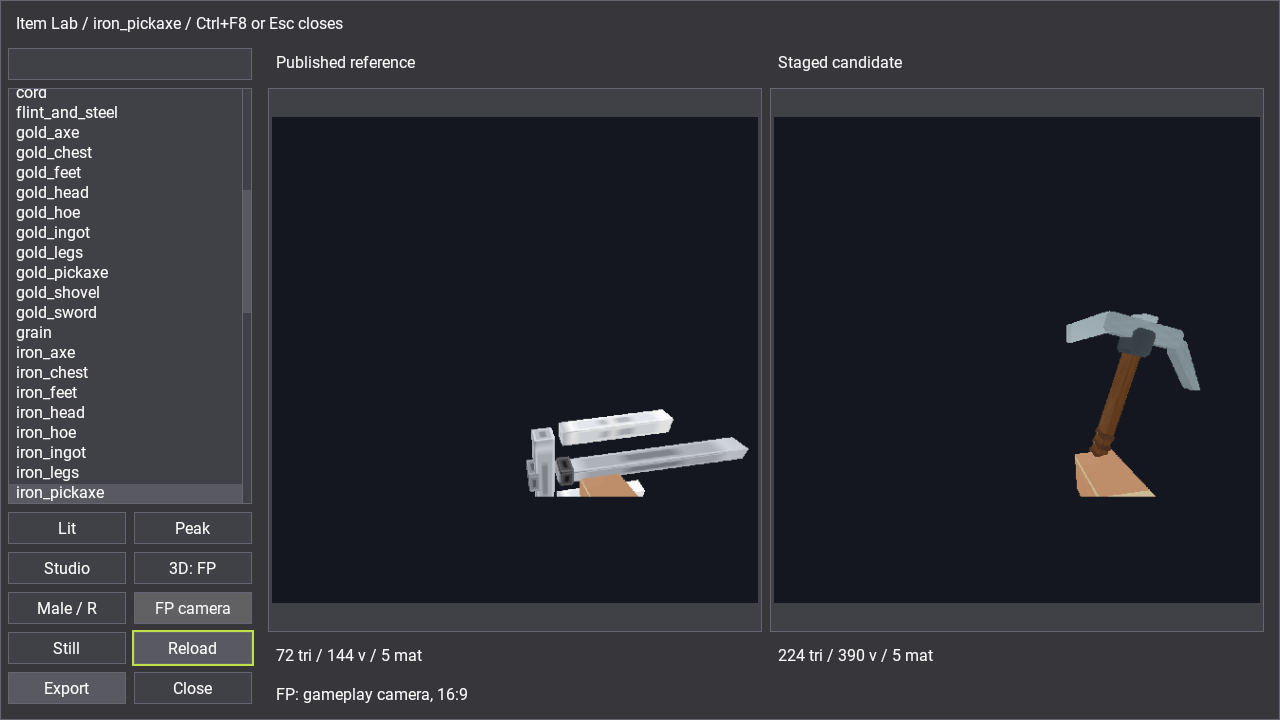 Item Lab / iron_pickaxe / Ctrl+F8 or Esc closes
Published reference
Staged candidate
cord
flint_and_steel
gold_axe
gold_chest
gold_feet
gold_head
gold_hoe
gold_ingot
gold_legs
gold_pickaxe
gold_shovel
gold_sword
grain
iron_axe
iron_chest
iron_feet
iron_head
iron_hoe
iron_ingot
iron_legs
iron_pickaxe
Lit
Peak
Studio
3D: FP
Male / R
FP camera
Still
Reload
Export
Close
72 tri / 144 v / 5 mat
224 tri / 390 v / 5 mat
FP: gameplay camera, 16:9